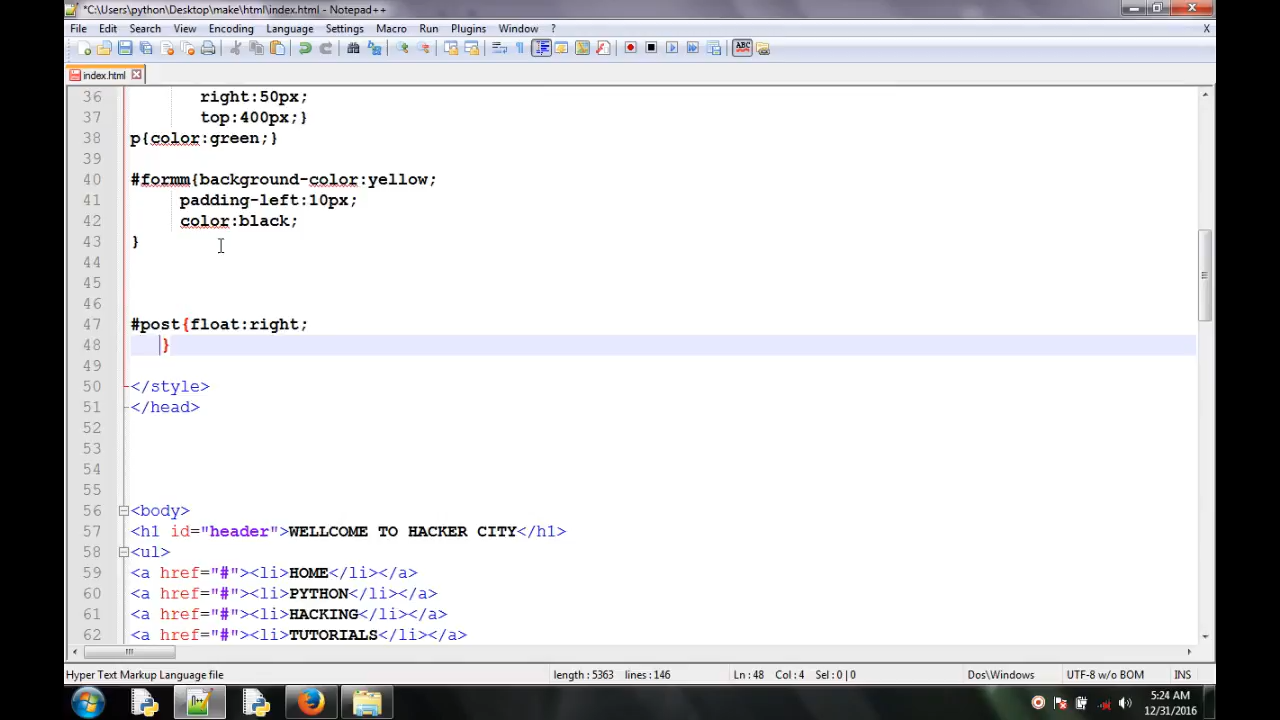 *C:\Users\python\Desktop\make\html\index.html - Notepad++
File Edit Search View Encoding Language Settings Macro Run Plugins Window ? X
index.html
36 right:50px;
37 top:400px;}
38 p{color:green;}
39
40 #formm{background-color:yellow;
41 padding-left:10px;
42 color:black;
43 }
44
45
46
47 #post{float:right;
48 }
49
50 </style>
51 </head>
52
53
54
55
56 <body>
57 <h1 id="header">WELLCOME TO HACKER CITY</h1>
58 <ul>
59 <a href="#"><li>HOME</li></a>
60 <a href="#"><li>PYTHON</li></a>
61 <a href="#"><li>HACKING</li></a>
62 <a href="#"><li>TUTORIALS</li></a>
Hyper Text Markup Language file length : 5363 lines : 146 Ln : 48 Col : 4 Sel : 0 | 0 Dos\Windows UTF-8 w/o BOM INS
5:24 AM
12/31/2016